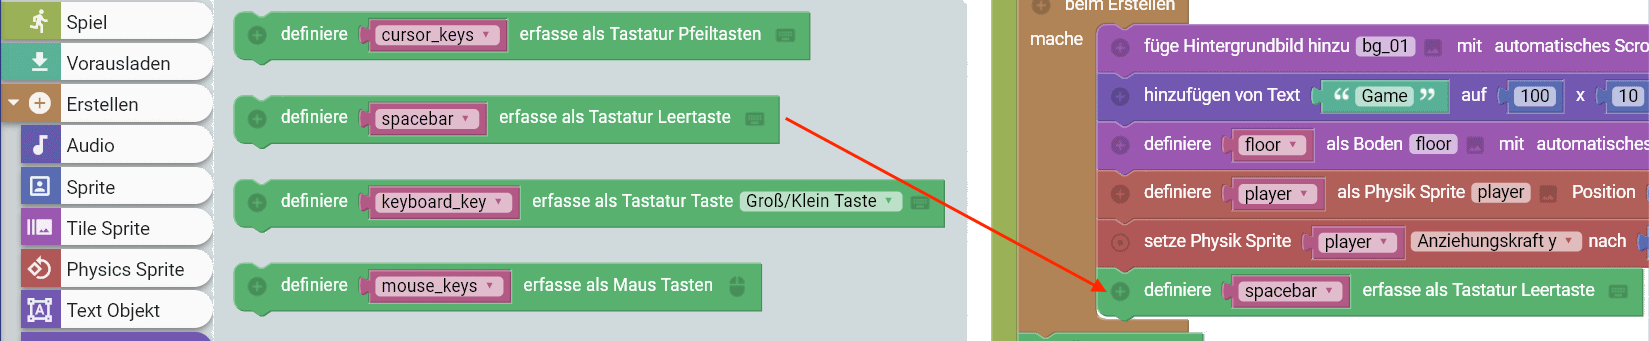 Spiel
Vorausladen
Erstellen
Audio
Sprite
Tile Sprite
Physics Sprite
Text Objekt
definiere cursor_keys erfasse als Tastatur Pfeiltasten
definiere spacebar erfasse als Tastatur Leertaste
definiere keyboard_key erfasse als Tastatur Taste Groß/Klein Taste
definiere mouse_keys erfasse als Maus Tasten
beim Erstellen
mache
füge Hintergrundbild hinzu bg_01 mit automatisches Scro
hinzufügen von Text “ Game ” auf 100 x 10
definiere floor als Boden floor mit automatisches
definiere player als Physik Sprite player Position
setze Physik Sprite player Anziehungskraft y nach
definiere spacebar erfasse als Tastatur Leertaste